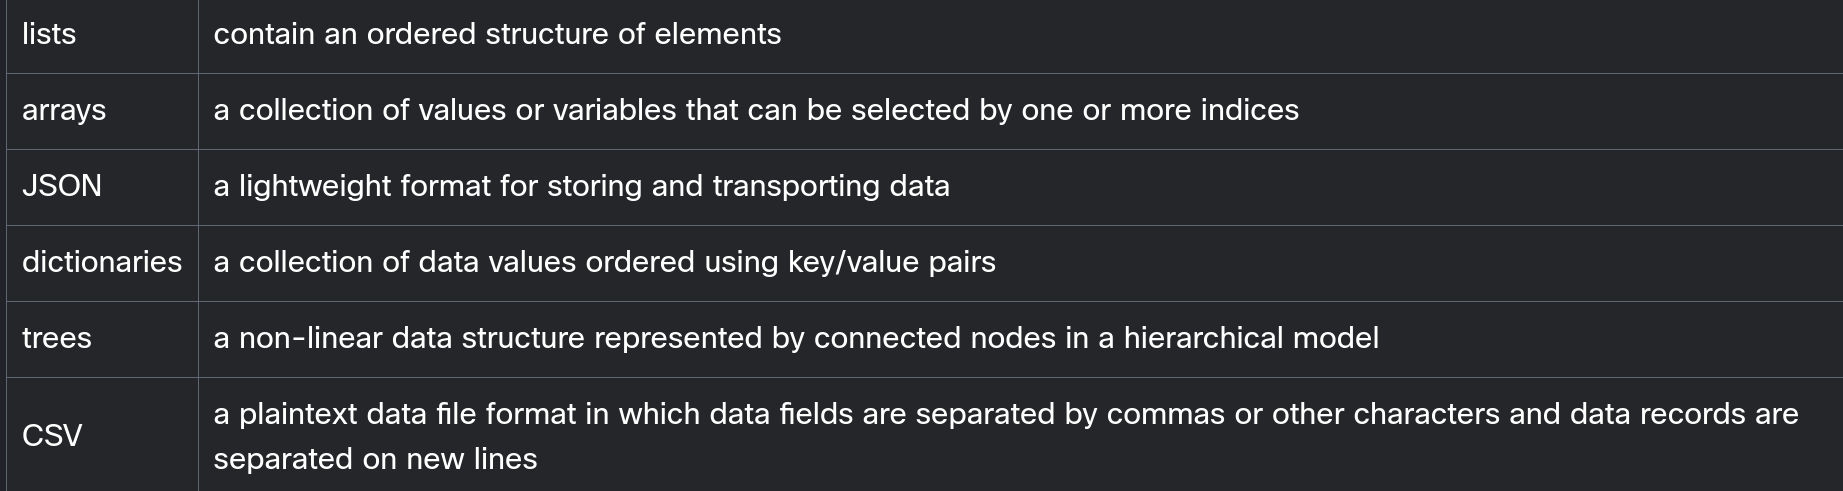 lists
contain an ordered structure of elements
arrays
a collection of values or variables that can be selected by one or more indices
JSON
a lightweight format for storing and transporting data
dictionaries
a collection of data values ordered using key/value pairs
trees
a non-linear data structure represented by connected nodes in a hierarchical model
CSV
a plaintext data file format in which data fields are separated by commas or other characters and data records are
separated on new lines